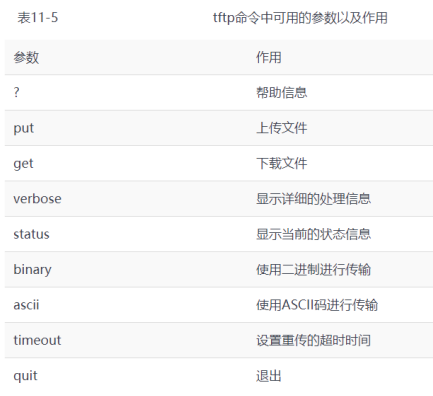 表11-5 tftp命令中可用的参数以及作用
参数 作用
? 帮助信息
put 上传文件
get 下载文件
verbose 显示详细的处理信息
status 显示当前的状态信息
binary 使用二进制进行传输
ascii 使用ASCII码进行传输
timeout 设置重传的超时时间
quit 退出